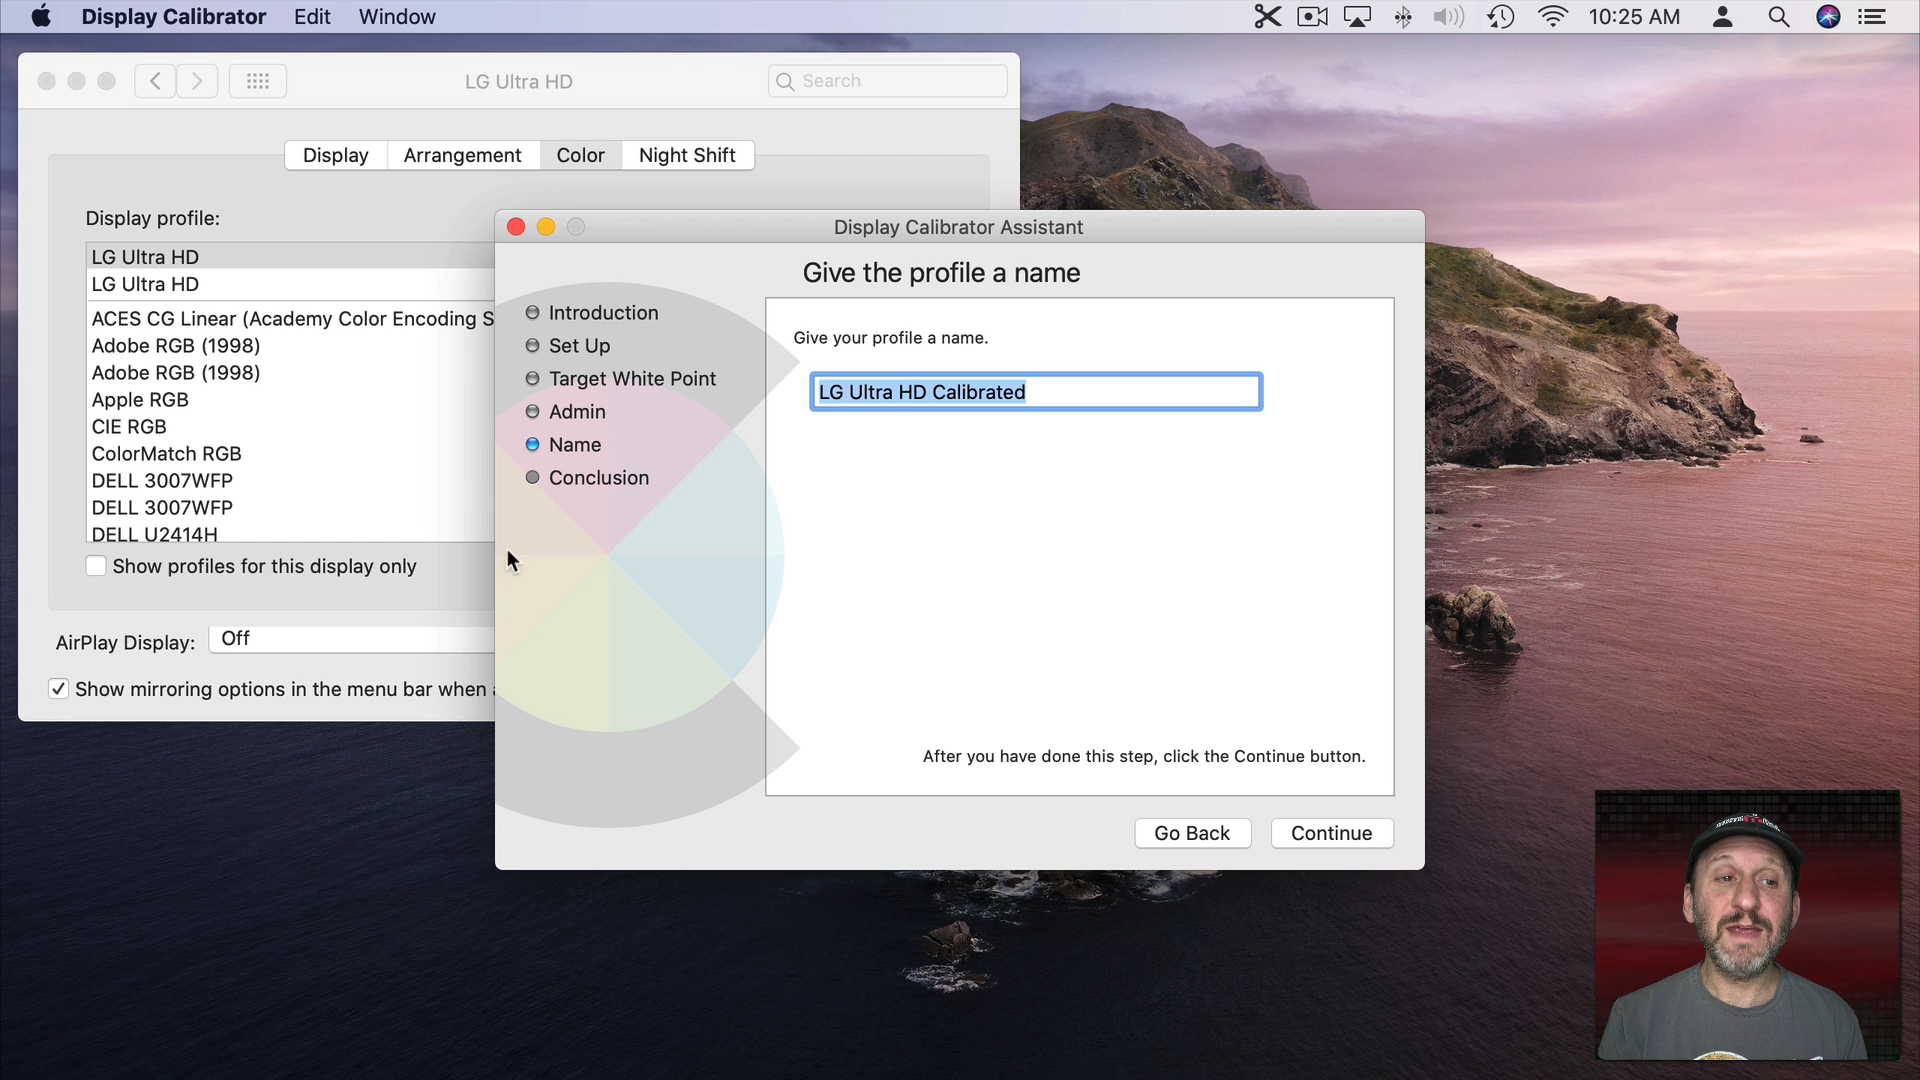 Display Calibrator Edit Window 10:25 AM
LG Ultra HD
Search
Display Arrangement Color Night Shift
Display profile:
LG Ultra HD
LG Ultra HD
ACES CG Linear (Academy Color Encoding S
Adobe RGB (1998)
Adobe RGB (1998)
Apple RGB
CIE RGB
ColorMatch RGB
DELL 3007WFP
DELL 3007WFP
DELL U2414H
Show profiles for this display only
AirPlay Display: Off
Show mirroring options in the menu bar when
Display Calibrator Assistant
Give the profile a name
Introduction
Set Up
Target White Point
Admin
Name
Conclusion
Give your profile a name.
LG Ultra HD Calibrated
After you have done this step, click the Continue button.
Go Back Continue